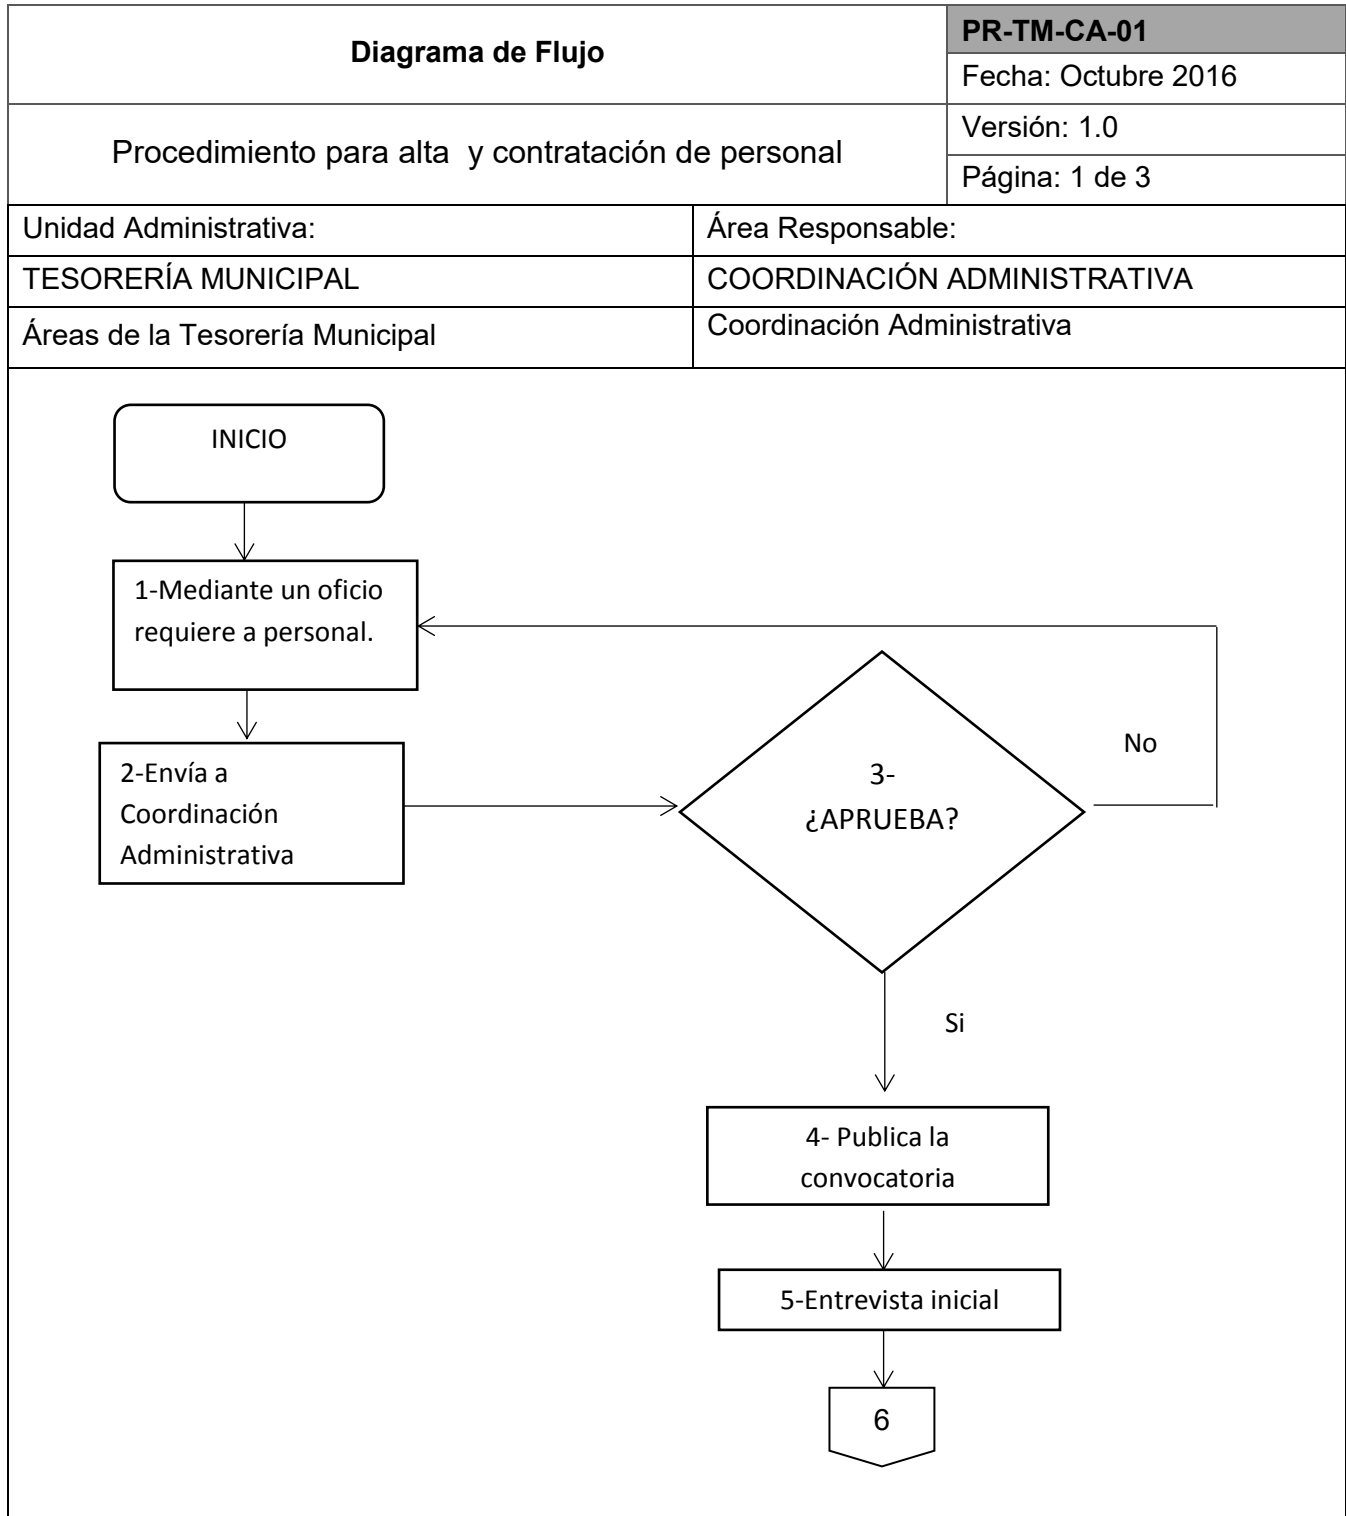 Diagrama de Flujo
PR-TM-CA-01
Fecha: Octubre 2016
Procedimiento para alta  y contratación de personal
Versión: 1.0
Página: 1 de 3
Unidad Administrativa:
Área Responsable:
TESORERÍA MUNICIPAL
COORDINACIÓN ADMINISTRATIVA
Áreas de la Tesorería Municipal
Coordinación Administrativa
INICIO
1-Mediante un oficio
requiere a personal.
2-Envía a
Coordinación
Administrativa
3-
¿APRUEBA?
No
Si
4- Publica la
convocatoria
5-Entrevista inicial
6